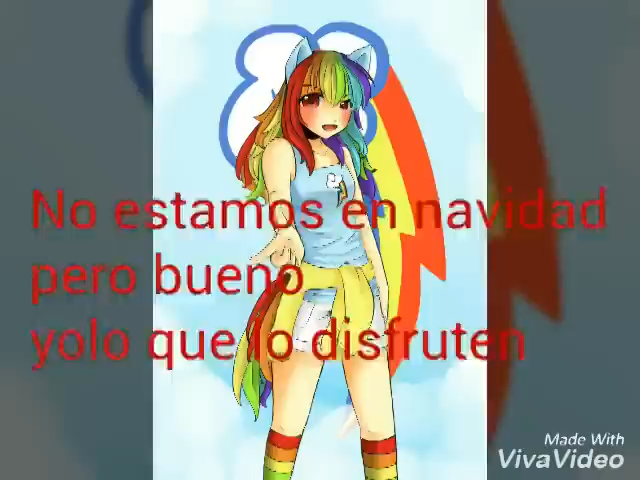 No estamos en navidad
pero bueno
yolo que lo disfruten
Made With
VivaVideo